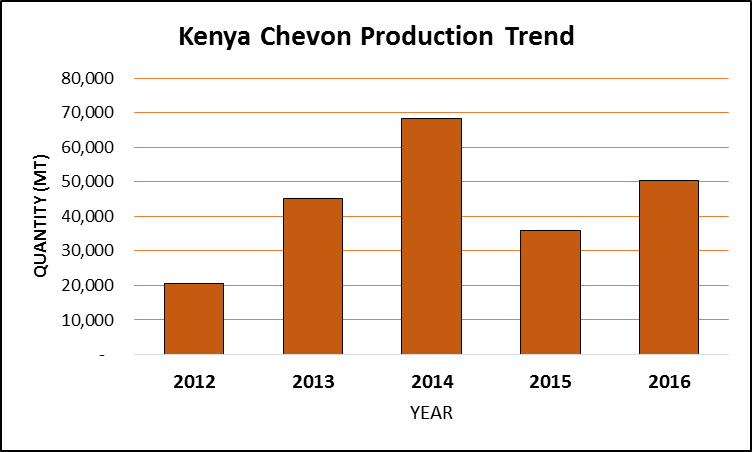 Kenya Chevon Production Trend
80,000
70,000
60,000
50,000
40,000
30,000
20,000
10,000
-
QUANTITY (MT)
2012 2013 2014 2015 2016
YEAR